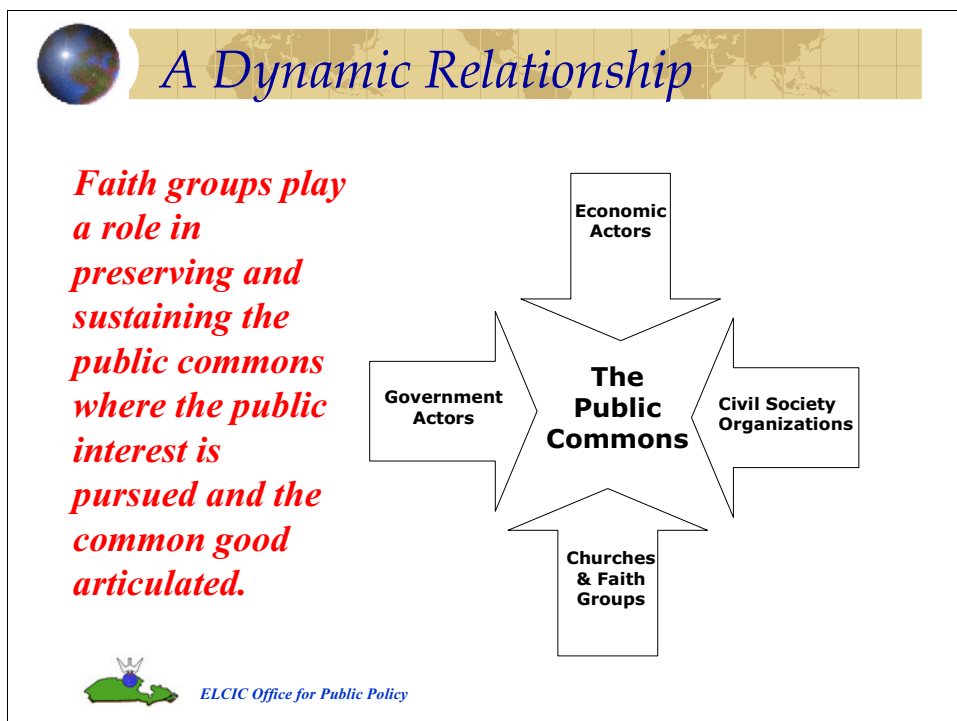 A Dynamic Relationship
Faith groups play
a role in
preserving and
sustaining the
public commons
where the public
interest is
pursued and the
common good
articulated.
Economic
Actors
Government
Actors
The
Public
Commons
Civil Society
Organizations
Churches
& Faith
Groups
ELCIC Office for Public Policy